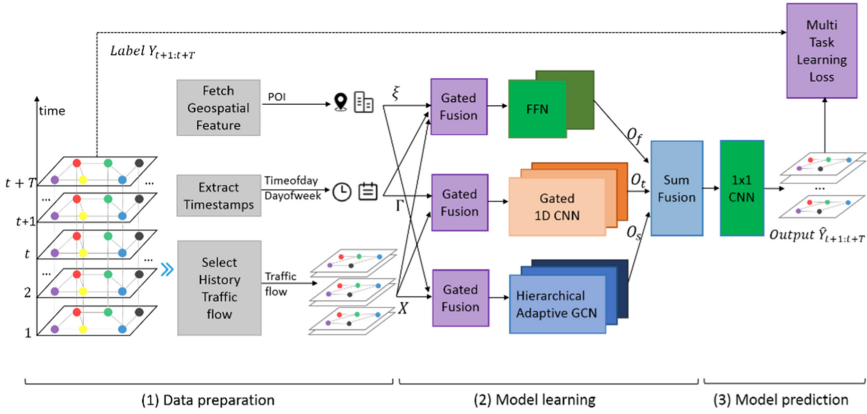 Label Y_{t+1:t+T}
time
t + T
...
...
t+1
t
...
...
2
1
Fetch
Geospatial
Feature
POI
Extract
Timestamps
Timeofday
Dayofweek
Select
History
Traffic
flow
Traffic
flow
ξ
Γ
X
Gated
Fusion
Gated
Fusion
Gated
Fusion
FFN
Gated
1D CNN
Hierarchical
Adaptive GCN
O_f
O_t
O_s
Sum
Fusion
1x1
CNN
Multi
Task
Learning
Loss
...
Output Ŷ_{t+1:t+T}
(1) Data preparation
(2) Model learning
(3) Model prediction